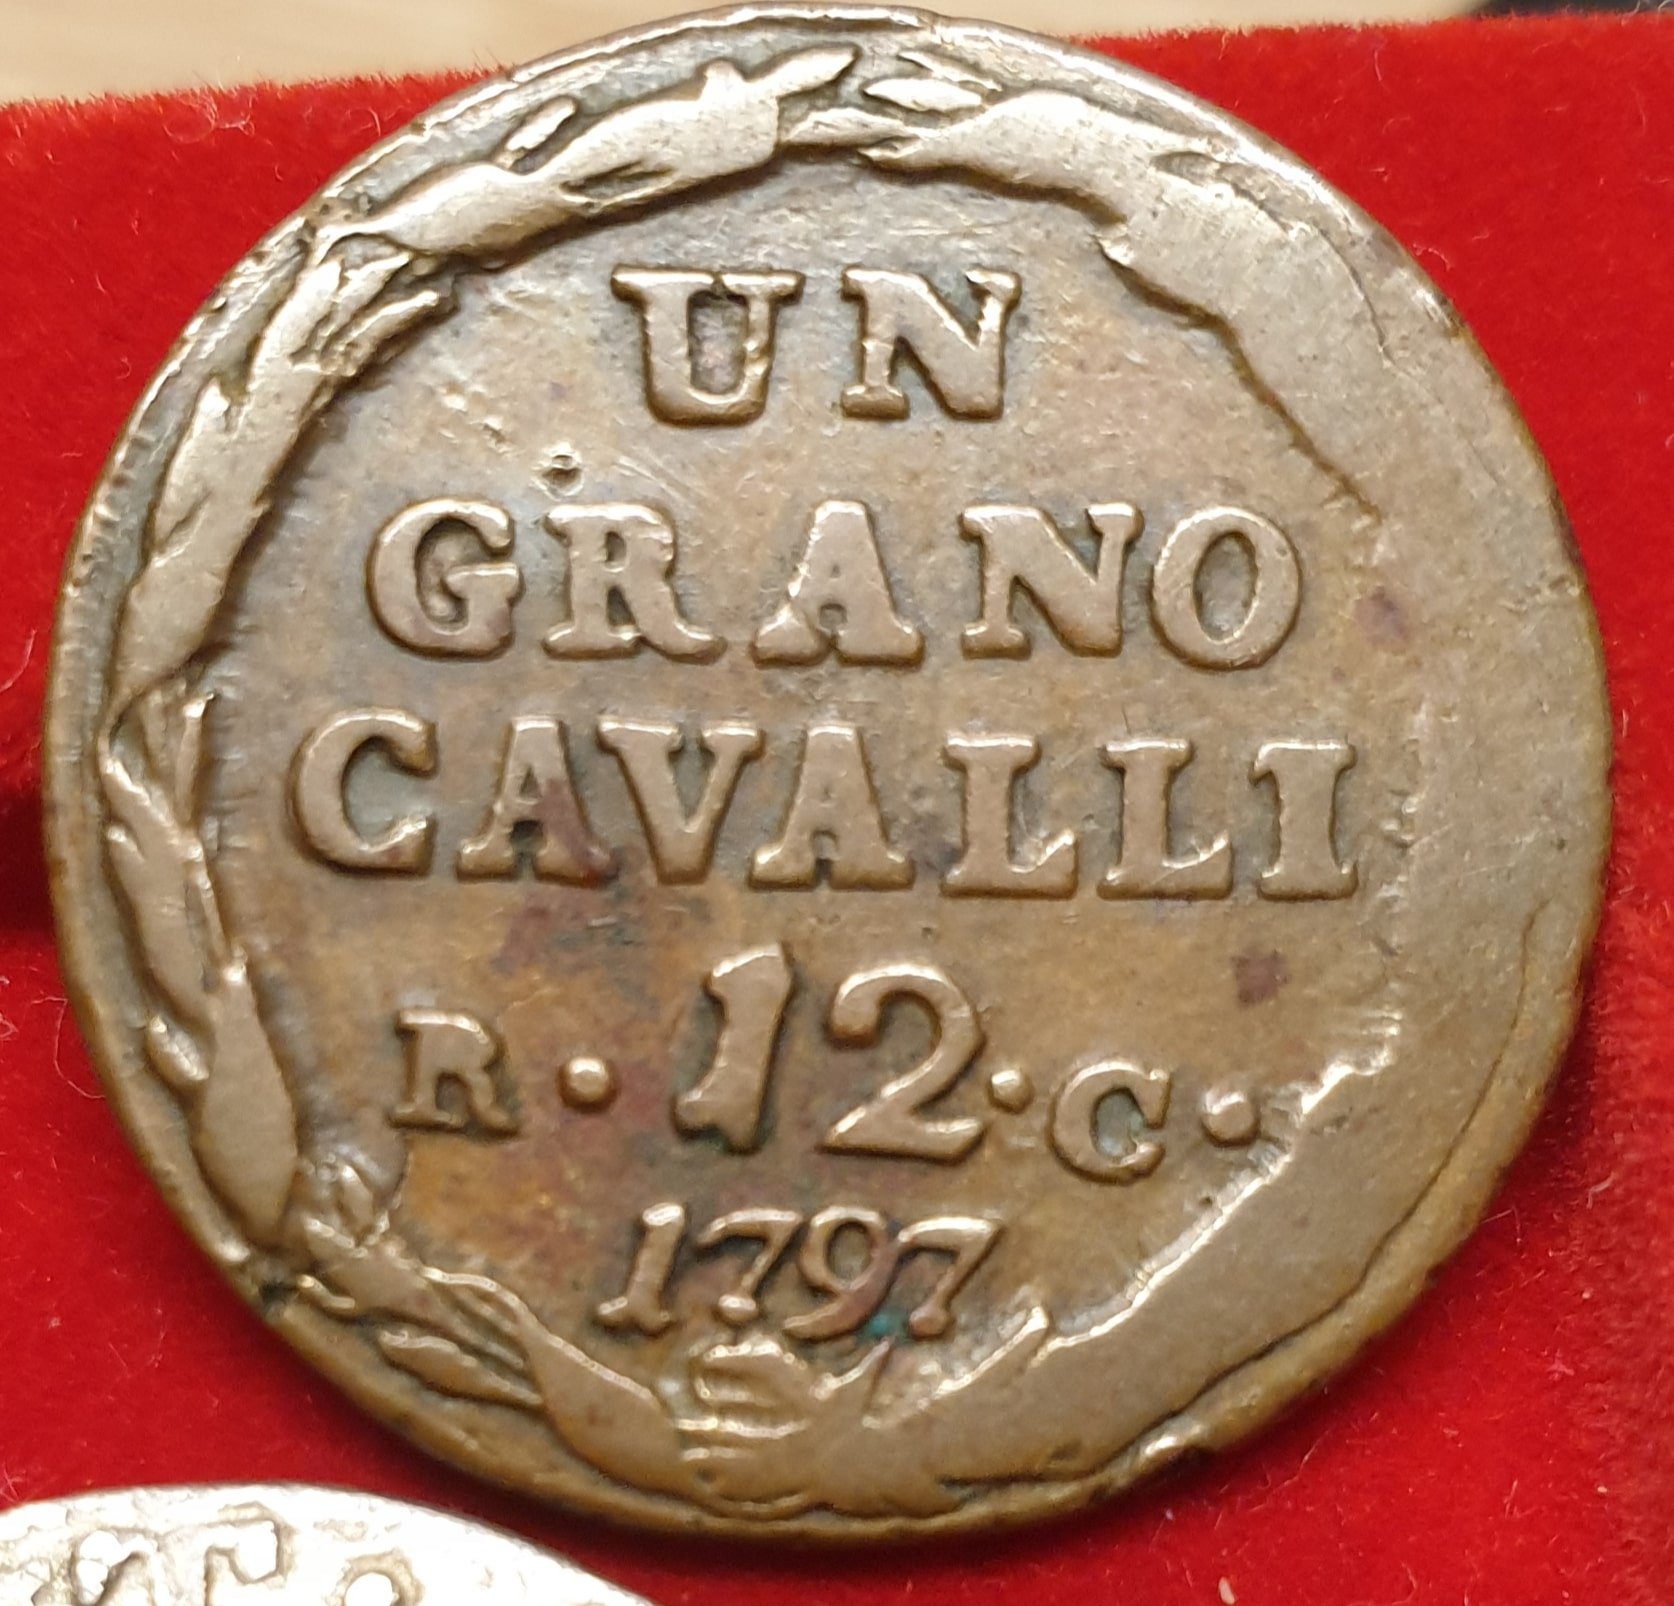 UN
GRANO
CAVALLI
R · 12 · C ·
1797